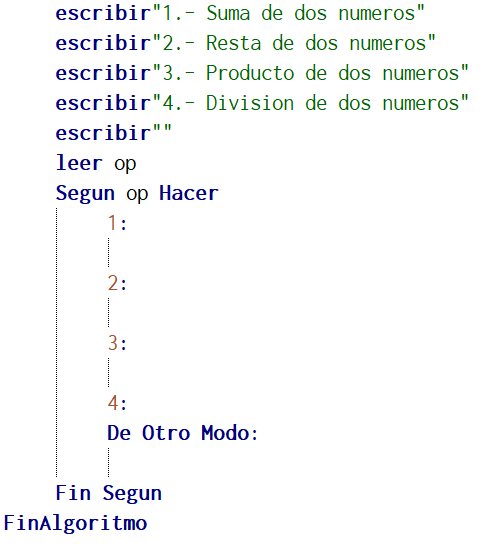 escribir"1.- Suma de dos numeros"
escribir"2.- Resta de dos numeros"
escribir"3.- Producto de dos numeros"
escribir"4.- Division de dos numeros"
escribir""
leer op
Segun op Hacer
1:
2:
3:
4:
De Otro Modo:
Fin Segun
FinAlgoritmo